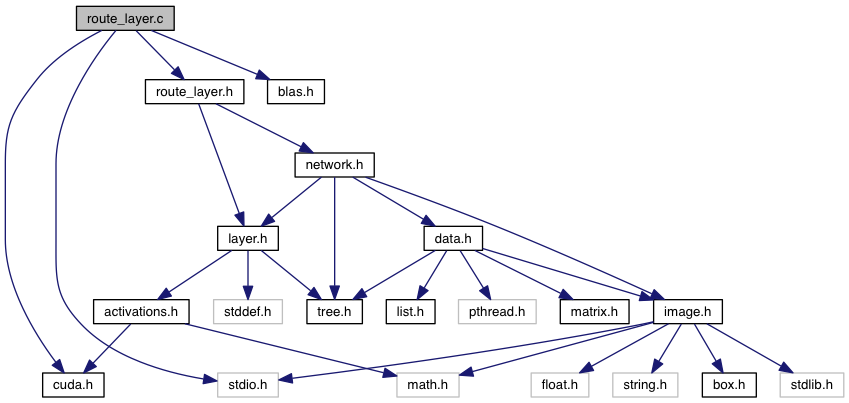 route_layer.c
route_layer.h
blas.h
network.h
layer.h
data.h
activations.h
stddef.h
tree.h
list.h
pthread.h
matrix.h
image.h
cuda.h
stdio.h
math.h
float.h
string.h
box.h
stdlib.h